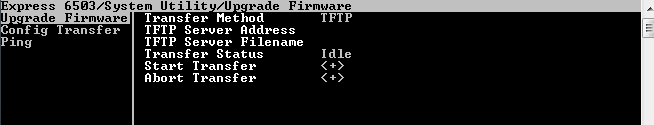 Express 6503/System Utility/Upgrade Firmware
Upgrade Firmware Transfer Method TFTP
Config Transfer TFTP Server Address
Ping TFTP Server Filename
Transfer Status Idle
Start Transfer <+>
Abort Transfer <+>